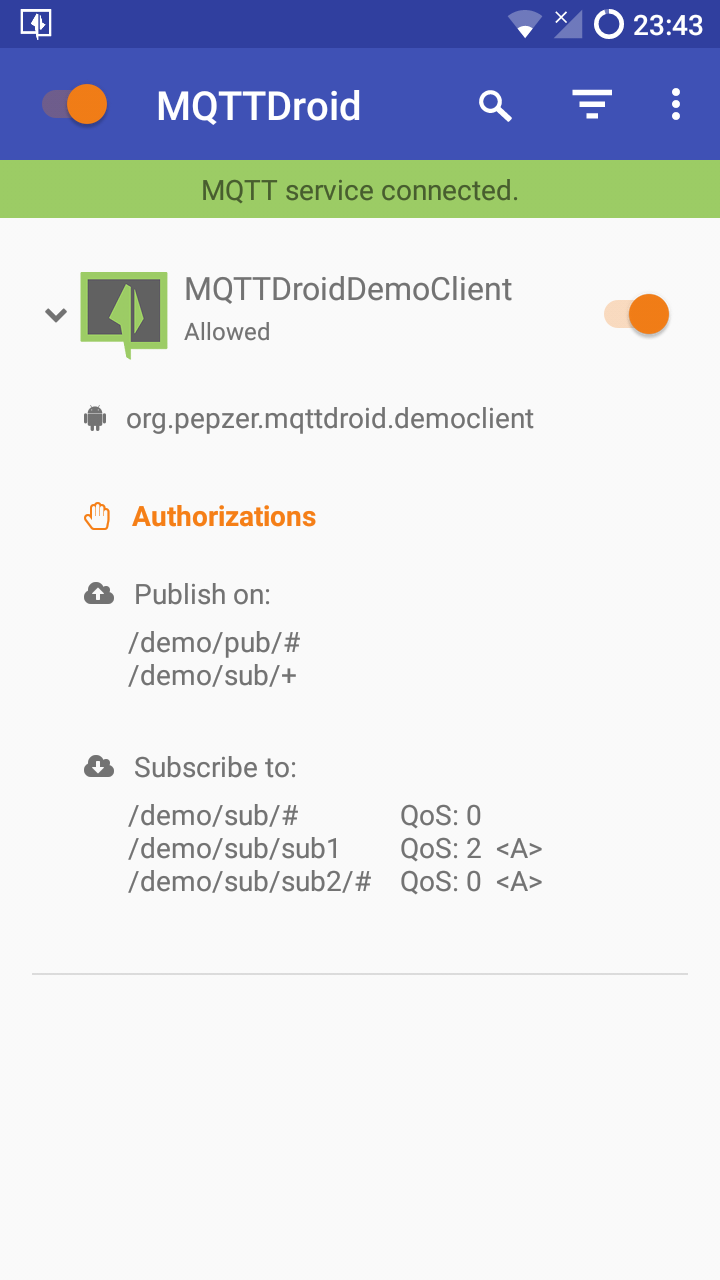 23:43
MQTTDroid
MQTT service connected.
MQTTDroidDemoClient
Allowed
org.pepzer.mqttdroid.democlient
Authorizations
Publish on:
/demo/pub/#
/demo/sub/+
Subscribe to:
/demo/sub/# QoS: 0
/demo/sub/sub1 QoS: 2 <A>
/demo/sub/sub2/# QoS: 0 <A>